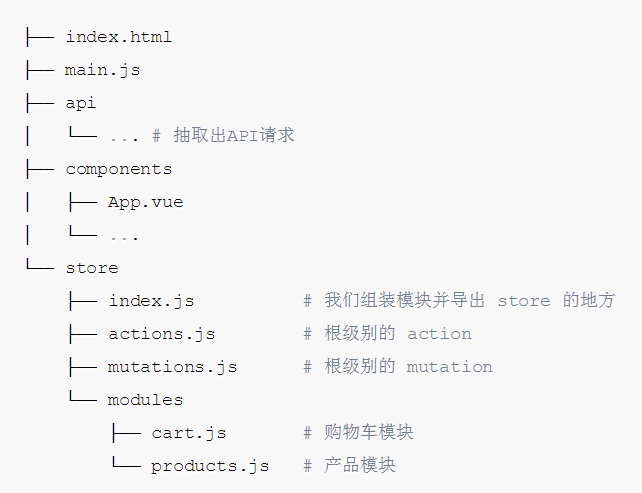 ├── index.html
├── main.js
├── api
│   └── ... # 抽取出API请求
├── components
│   ├── App.vue
│   └── ...
└── store
    ├── index.js          # 我们组装模块并导出 store 的地方
    ├── actions.js        # 根级别的 action
    ├── mutations.js      # 根级别的 mutation
    └── modules
        ├── cart.js       # 购物车模块
        └── products.js   # 产品模块